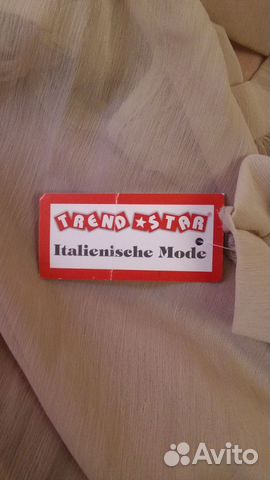 TREND ★ STAR
Italienische Mode
Avito